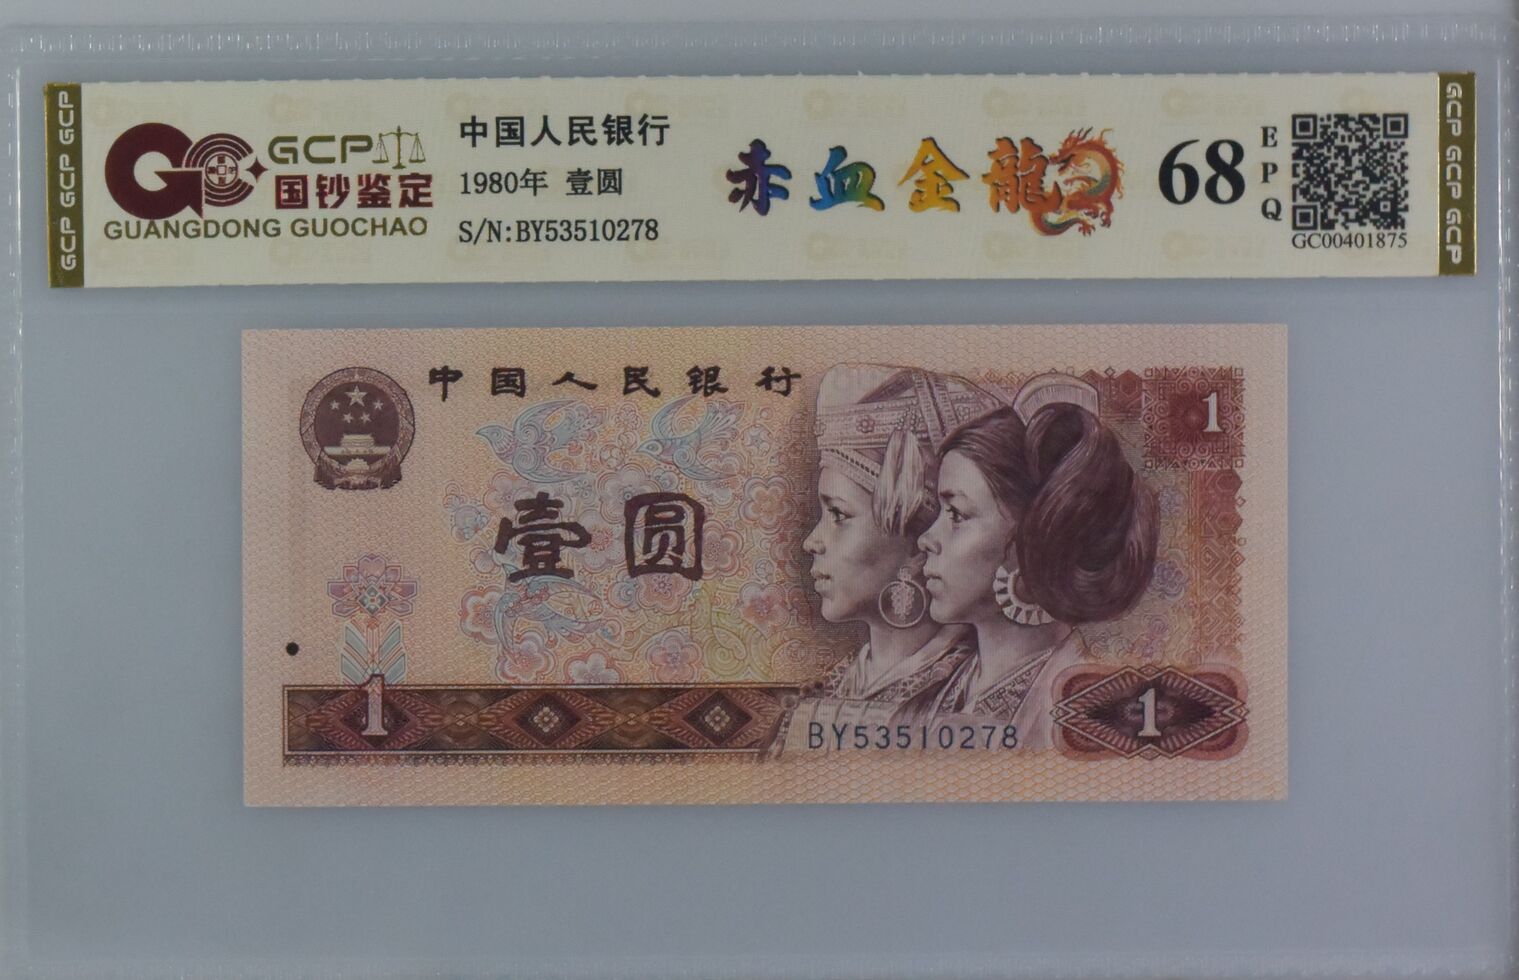 GCP GCP GCP
GCP
国钞鉴定
GUANGDONG GUOCHAO
中国人民银行
1980年 壹圆
S/N:BY53510278
赤血金龍
68
EPQ
GC00401875
GCP GCP GCP
中国人民银行
1
壹圆
1
BY53510278
1